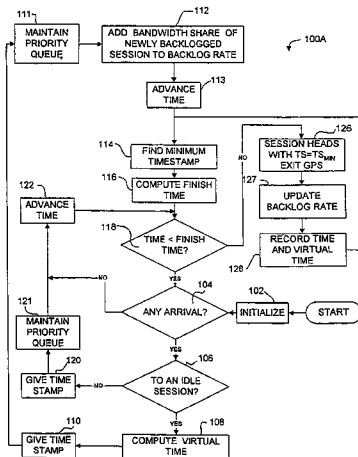 111
MAINTAIN
PRIORITY
QUEUE
112
ADD BANDWIDTH SHARE OF
NEWLY BACKLOGGED
SESSION TO BACKLOG RATE
100A
113
ADVANCE
TIME
114
FIND MINIMUM
TIMESTAMP
116
COMPUTE FINISH
TIME
NO
126
SESSION HEADS
WITH TS=TSMIN
EXIT GPS
127
UPDATE
BACKLOG RATE
128
RECORD TIME
AND VIRTUAL TIME
122
ADVANCE
TIME
118
TIME < FINISH
TIME?
YES
NO
104
ANY ARRIVAL?
102
INITIALIZE
START
121
MAINTAIN
PRIORITY
QUEUE
YES
106
TO AN IDLE
SESSION?
NO
120
GIVE TIME
STAMP
YES
110
GIVE TIME
STAMP
108
COMPUTE VIRTUAL
TIME